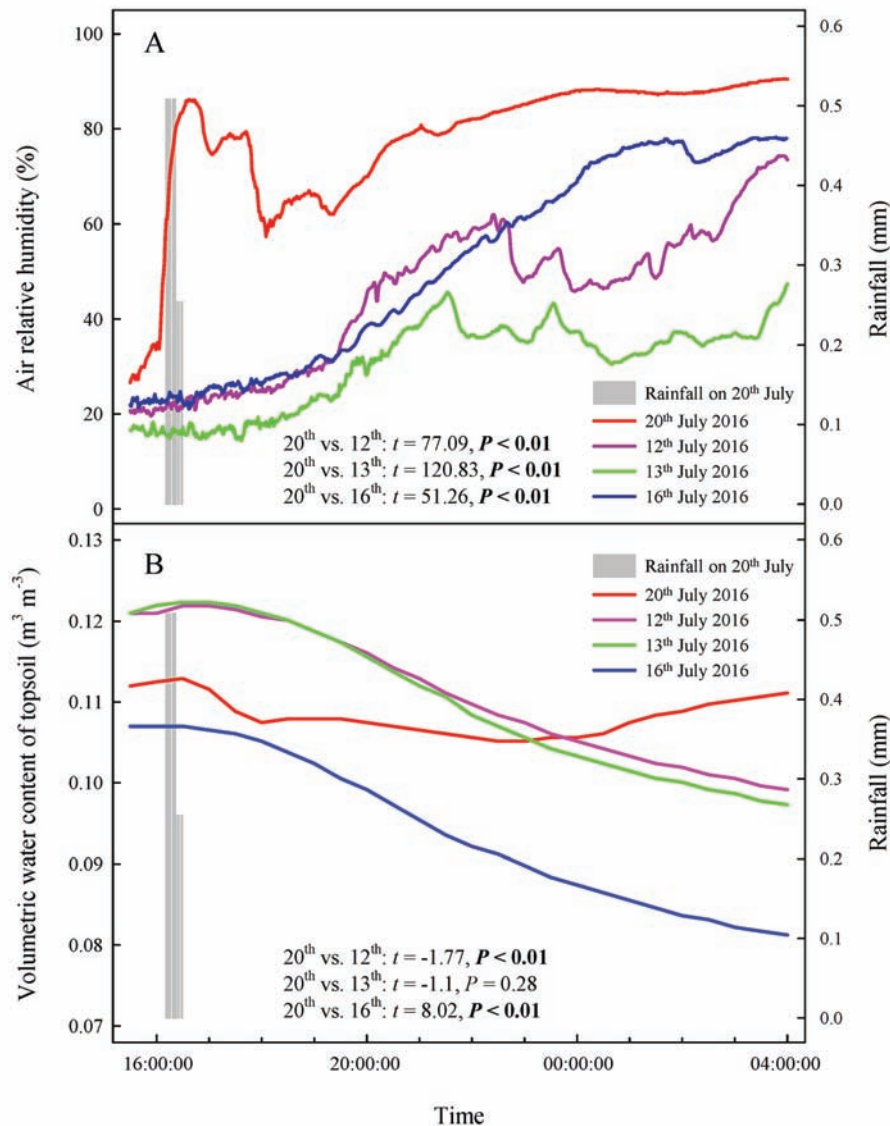 A
Air relative humidity (%)
100
80
60
40
20
0
Rainfall (mm)
0.6
0.5
0.4
0.3
0.2
0.1
0.0
Rainfall on 20th July
20th July 2016
12th July 2016
13th July 2016
16th July 2016
20th vs. 12th: t = 77.09, P < 0.01
20th vs. 13th: t = 120.83, P < 0.01
20th vs. 16th: t = 51.26, P < 0.01
B
Volumetric water content of topsoil (m³ m⁻³)
0.13
0.12
0.11
0.10
0.09
0.08
0.07
Rainfall (mm)
0.6
0.5
0.4
0.3
0.2
0.1
0.0
Rainfall on 20th July
20th July 2016
12th July 2016
13th July 2016
16th July 2016
20th vs. 12th: t = -1.77, P < 0.01
20th vs. 13th: t = -1.1, P = 0.28
20th vs. 16th: t = 8.02, P < 0.01
16:00:00 20:00:00 00:00:00 04:00:00
Time